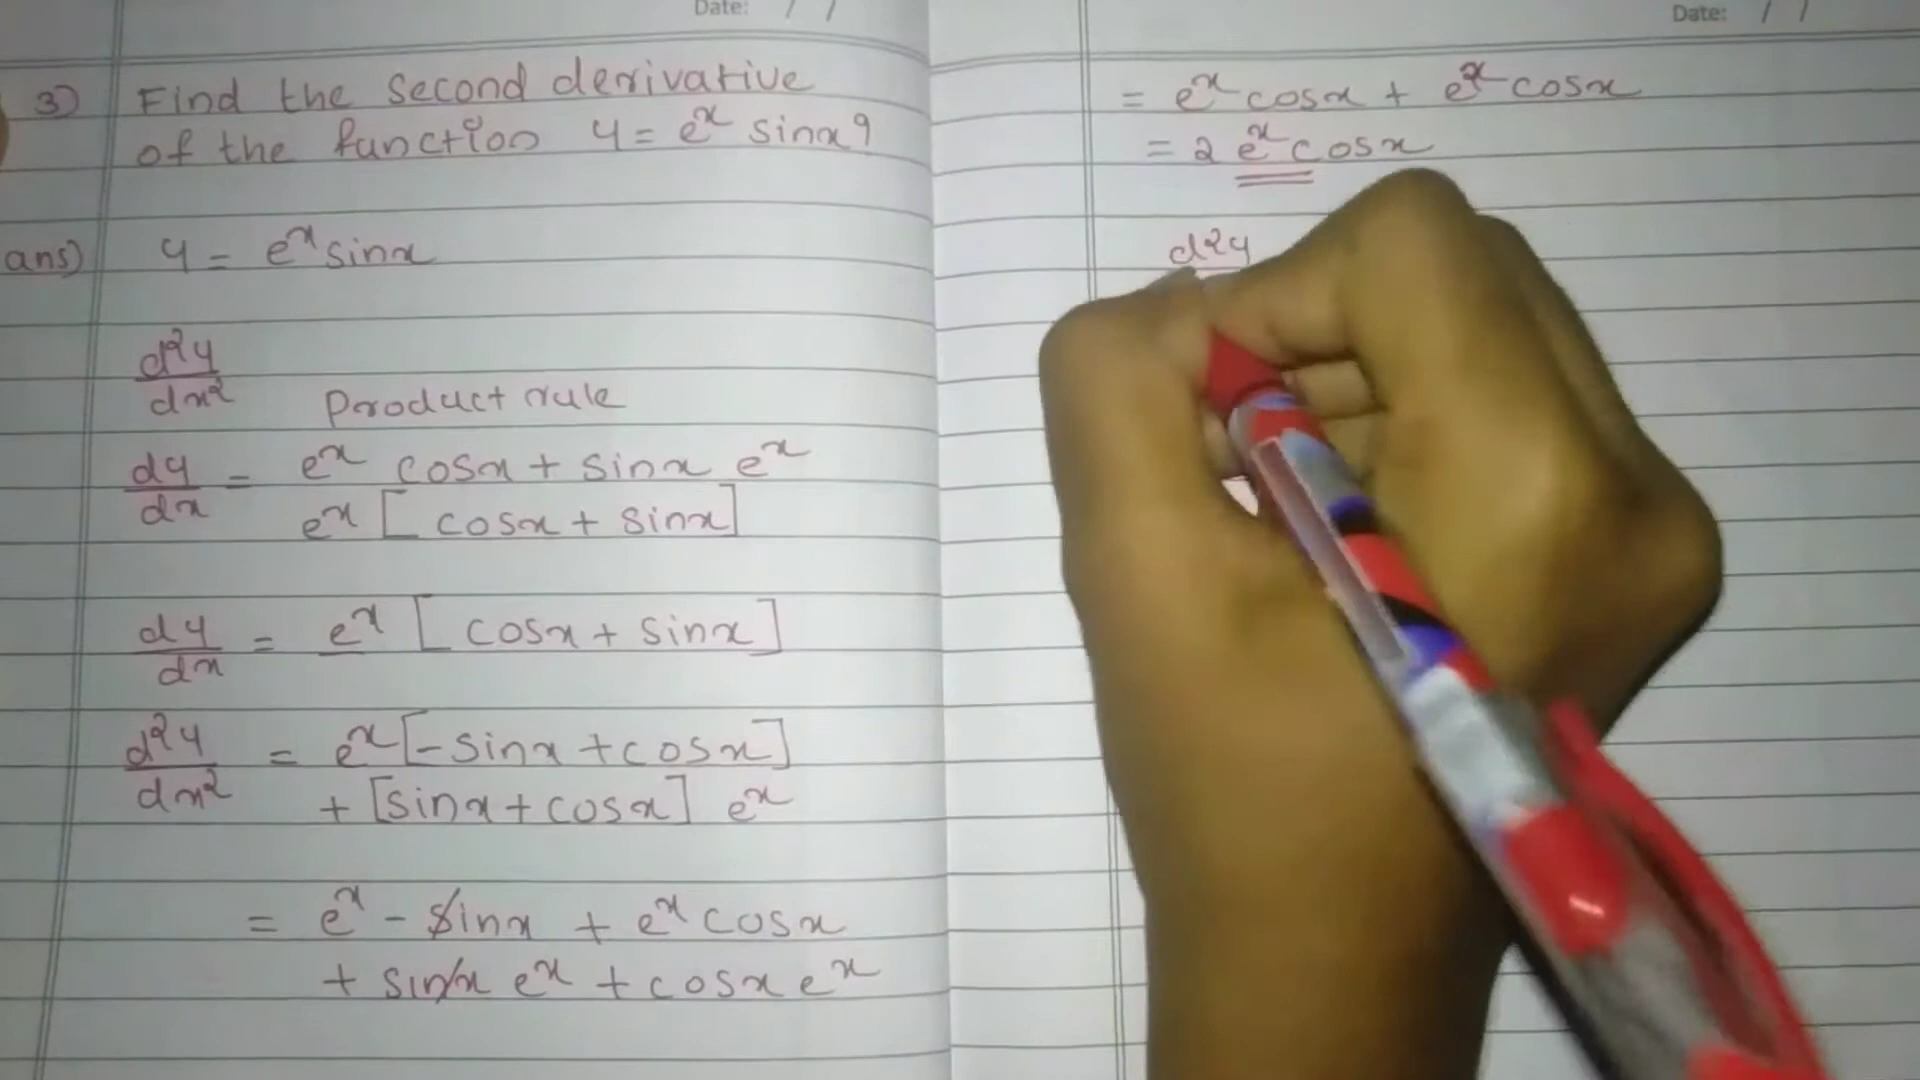 Date: / /
3) Find the second derivative
of the function y = e^x sinx?
ans) y = e^x sinx
d²y
dx²
Product rule
dy/dx = e^x cosx + sinx e^x
e^x [ cosx + sinx]
dy/dx = e^x [ cosx + sinx]
d²y/dx² = e^x [-sinx + cosx]
+ [sinx + cosx] e^x
= e^x - sinx + e^x cosx
+ sinx e^x + cosx e^x
Date: / /
= e^x cosx + e^x cosx
= 2 e^x cosx
d²y